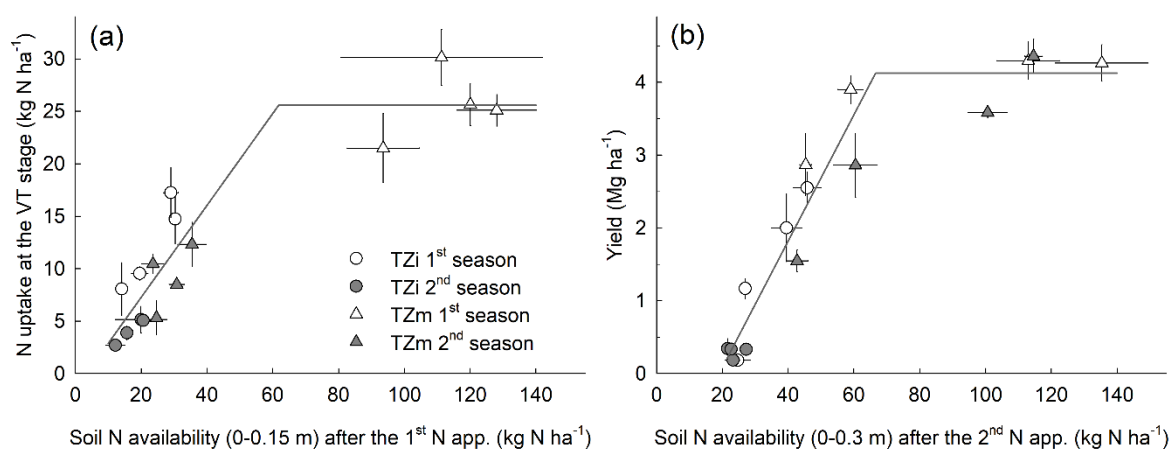 (a)
N uptake at the VT stage (kg N ha⁻¹)
30
25
20
15
10
5
0
TZi 1ˢᵗ season
TZi 2ⁿᵈ season
TZm 1ˢᵗ season
TZm 2ⁿᵈ season
0 20 40 60 80 100 120 140
Soil N availability (0-0.15 m) after the 1ˢᵗ N app. (kg N ha⁻¹)
(b)
Yield (Mg ha⁻¹)
4
3
2
1
0
0 20 40 60 80 100 120 140
Soil N availability (0-0.3 m) after the 2ⁿᵈ N app. (kg N ha⁻¹)